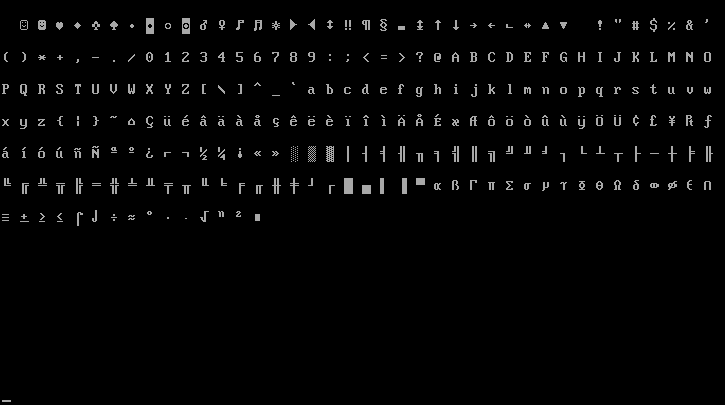 ☺ ☻ ♥ ♦ ♣ ♠ • ◘ ○ ◙ ♂ ♀ ♪ ♫ ☼ ► ◄ ↕ ‼ ¶ § ▬ ↨ ↑ ↓ → ← ∟ ↔ ▲ ▼ ! " # $ % & '
( ) * + , - . / 0 1 2 3 4 5 6 7 8 9 : ; < = > ? @ A B C D E F G H I J K L M N O
P Q R S T U V W X Y Z [ \ ] ^ _ ` a b c d e f g h i j k l m n o p q r s t u v w
x y z { ¦ } ~ ⌂ Ç ü é â ä à å ç ê ë è ï î ì Ä Å É æ Æ ô ö ò û ù ÿ Ö Ü ¢ £ ¥ ₧ ƒ
á í ó ú ñ Ñ ª º ¿ ⌐ ¬ ½ ¼ ¡ « » ░ ▒ ▓ │ ┤ ╡ ╢ ╖ ╕ ╣ ║ ╗ ╝ ╜ ╛ ┐ └ ┴ ┬ ├ ─ ┼ ╞ ╟
╚ ╔ ╩ ╦ ╠ ═ ╬ ╧ ╨ ╤ ╥ ╙ ╘ ╒ ╓ ╫ ╪ ┘ ┌ █ ▄ ▌ ▐ ▀ α ß Γ π Σ σ µ τ Φ Θ Ω δ ∞ φ ε ∩
≡ ± ≥ ≤ ⌠ ⌡ ÷ ≈ ° ∙ · √ ⁿ ² ■